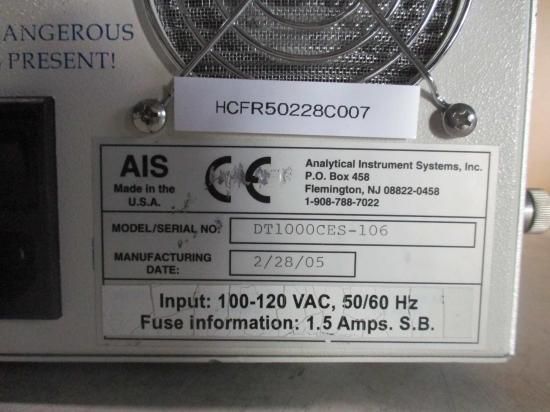 ANGEROUS
PRESENT!
HCFR50228C007
AIS
Made in the
U.S.A.
CE
Analytical Instrument Systems, Inc.
P.O. Box 458
Flemington, NJ 08822-0458
1-908-788-7022
MODEL/SERIAL NO: DT1000CES-106
MANUFACTURING
DATE: 2/28/05
Input: 100-120 VAC, 50/60 Hz
Fuse information: 1.5 Amps. S.B.